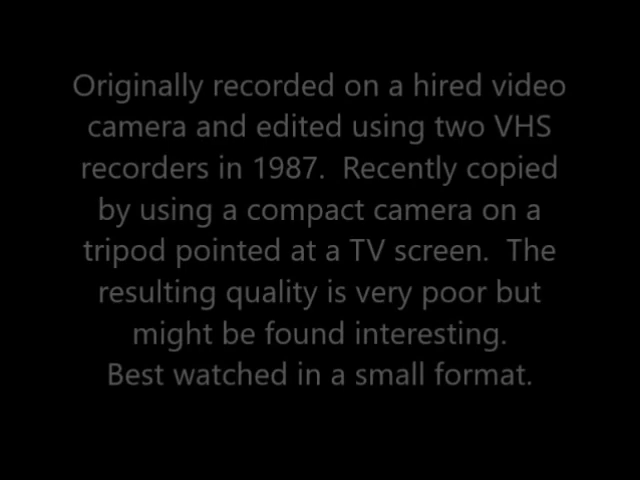 Originally recorded on a hired video
camera and edited using two VHS
recorders in 1987.  Recently copied
by using a compact camera on a
tripod pointed at a TV screen.  The
resulting quality is very poor but
might be found interesting.
Best watched in a small format.